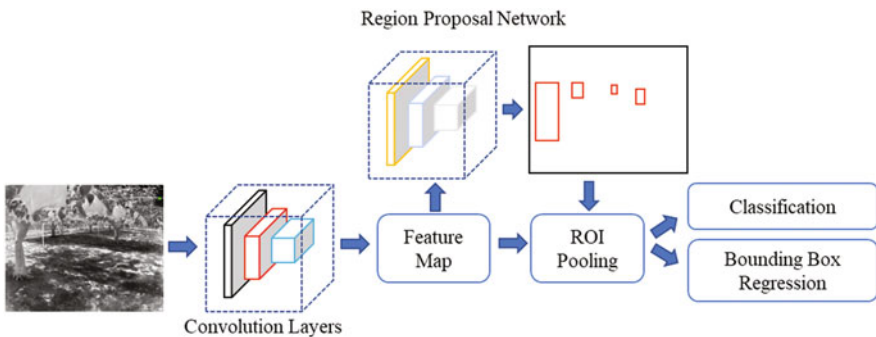 Region Proposal Network
Convolution Layers
Feature
Map
ROI
Pooling
Classification
Bounding Box
Regression